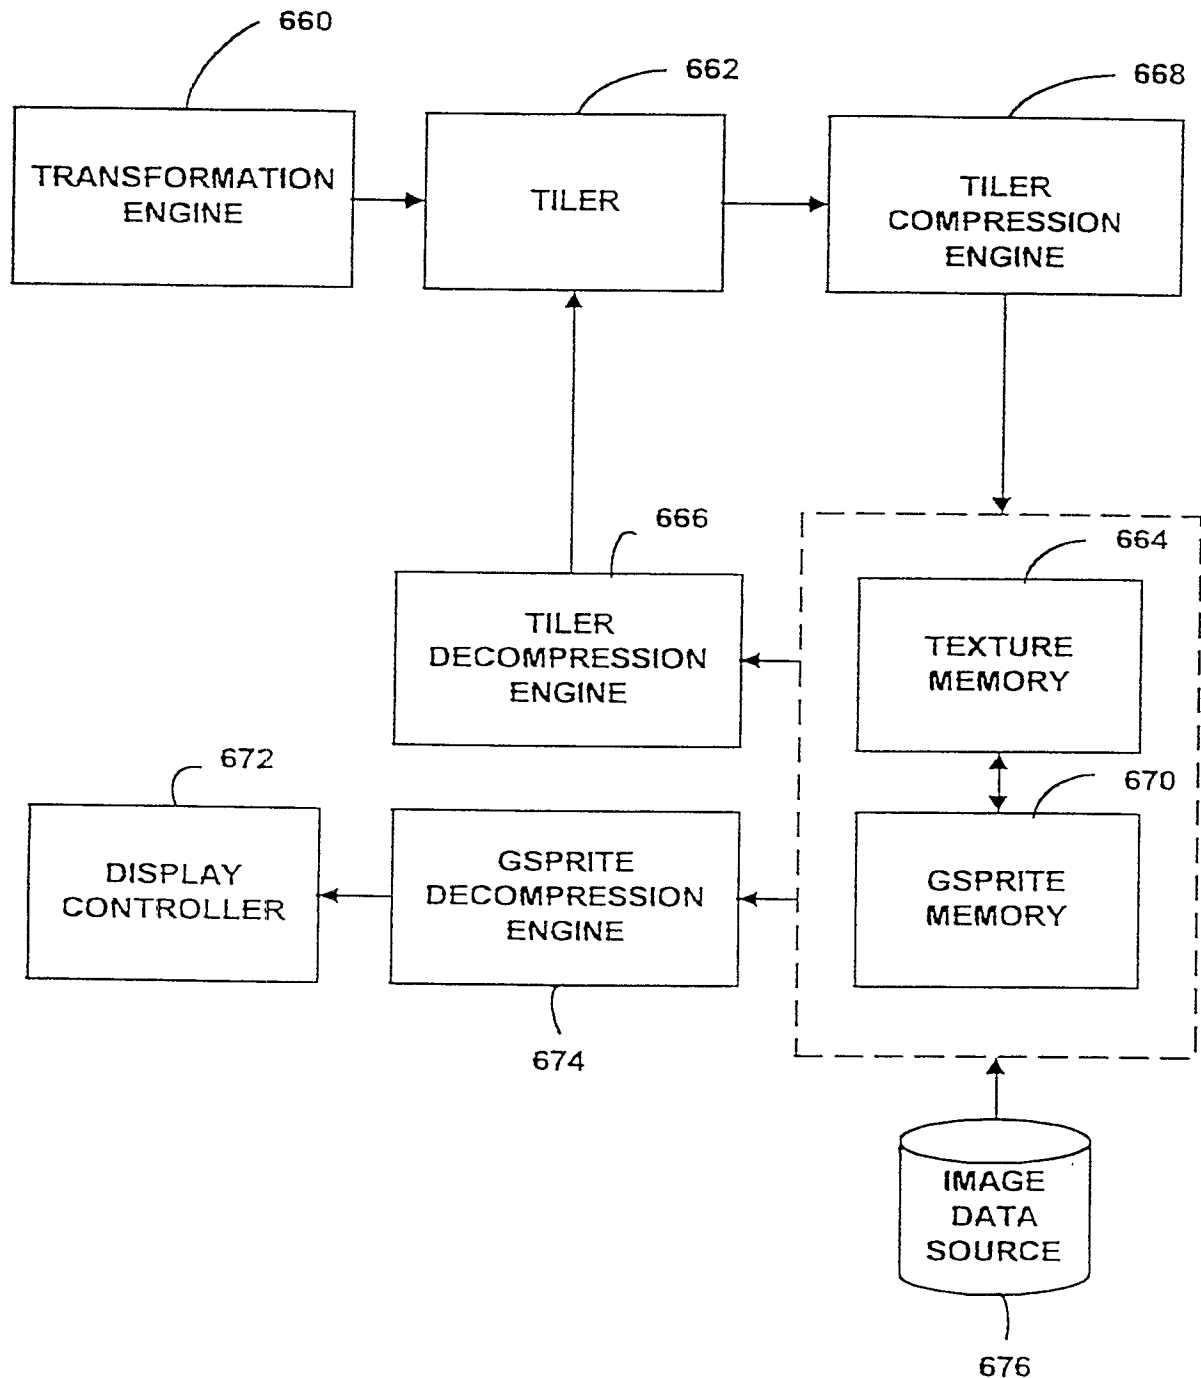 660
662
668
TRANSFORMATION
ENGINE
TILER
TILER
COMPRESSION
ENGINE
666
664
TILER
DECOMPRESSION
ENGINE
TEXTURE
MEMORY
672
670
DISPLAY
CONTROLLER
GSPRITE
DECOMPRESSION
ENGINE
GSPRITE
MEMORY
674
IMAGE
DATA
SOURCE
676